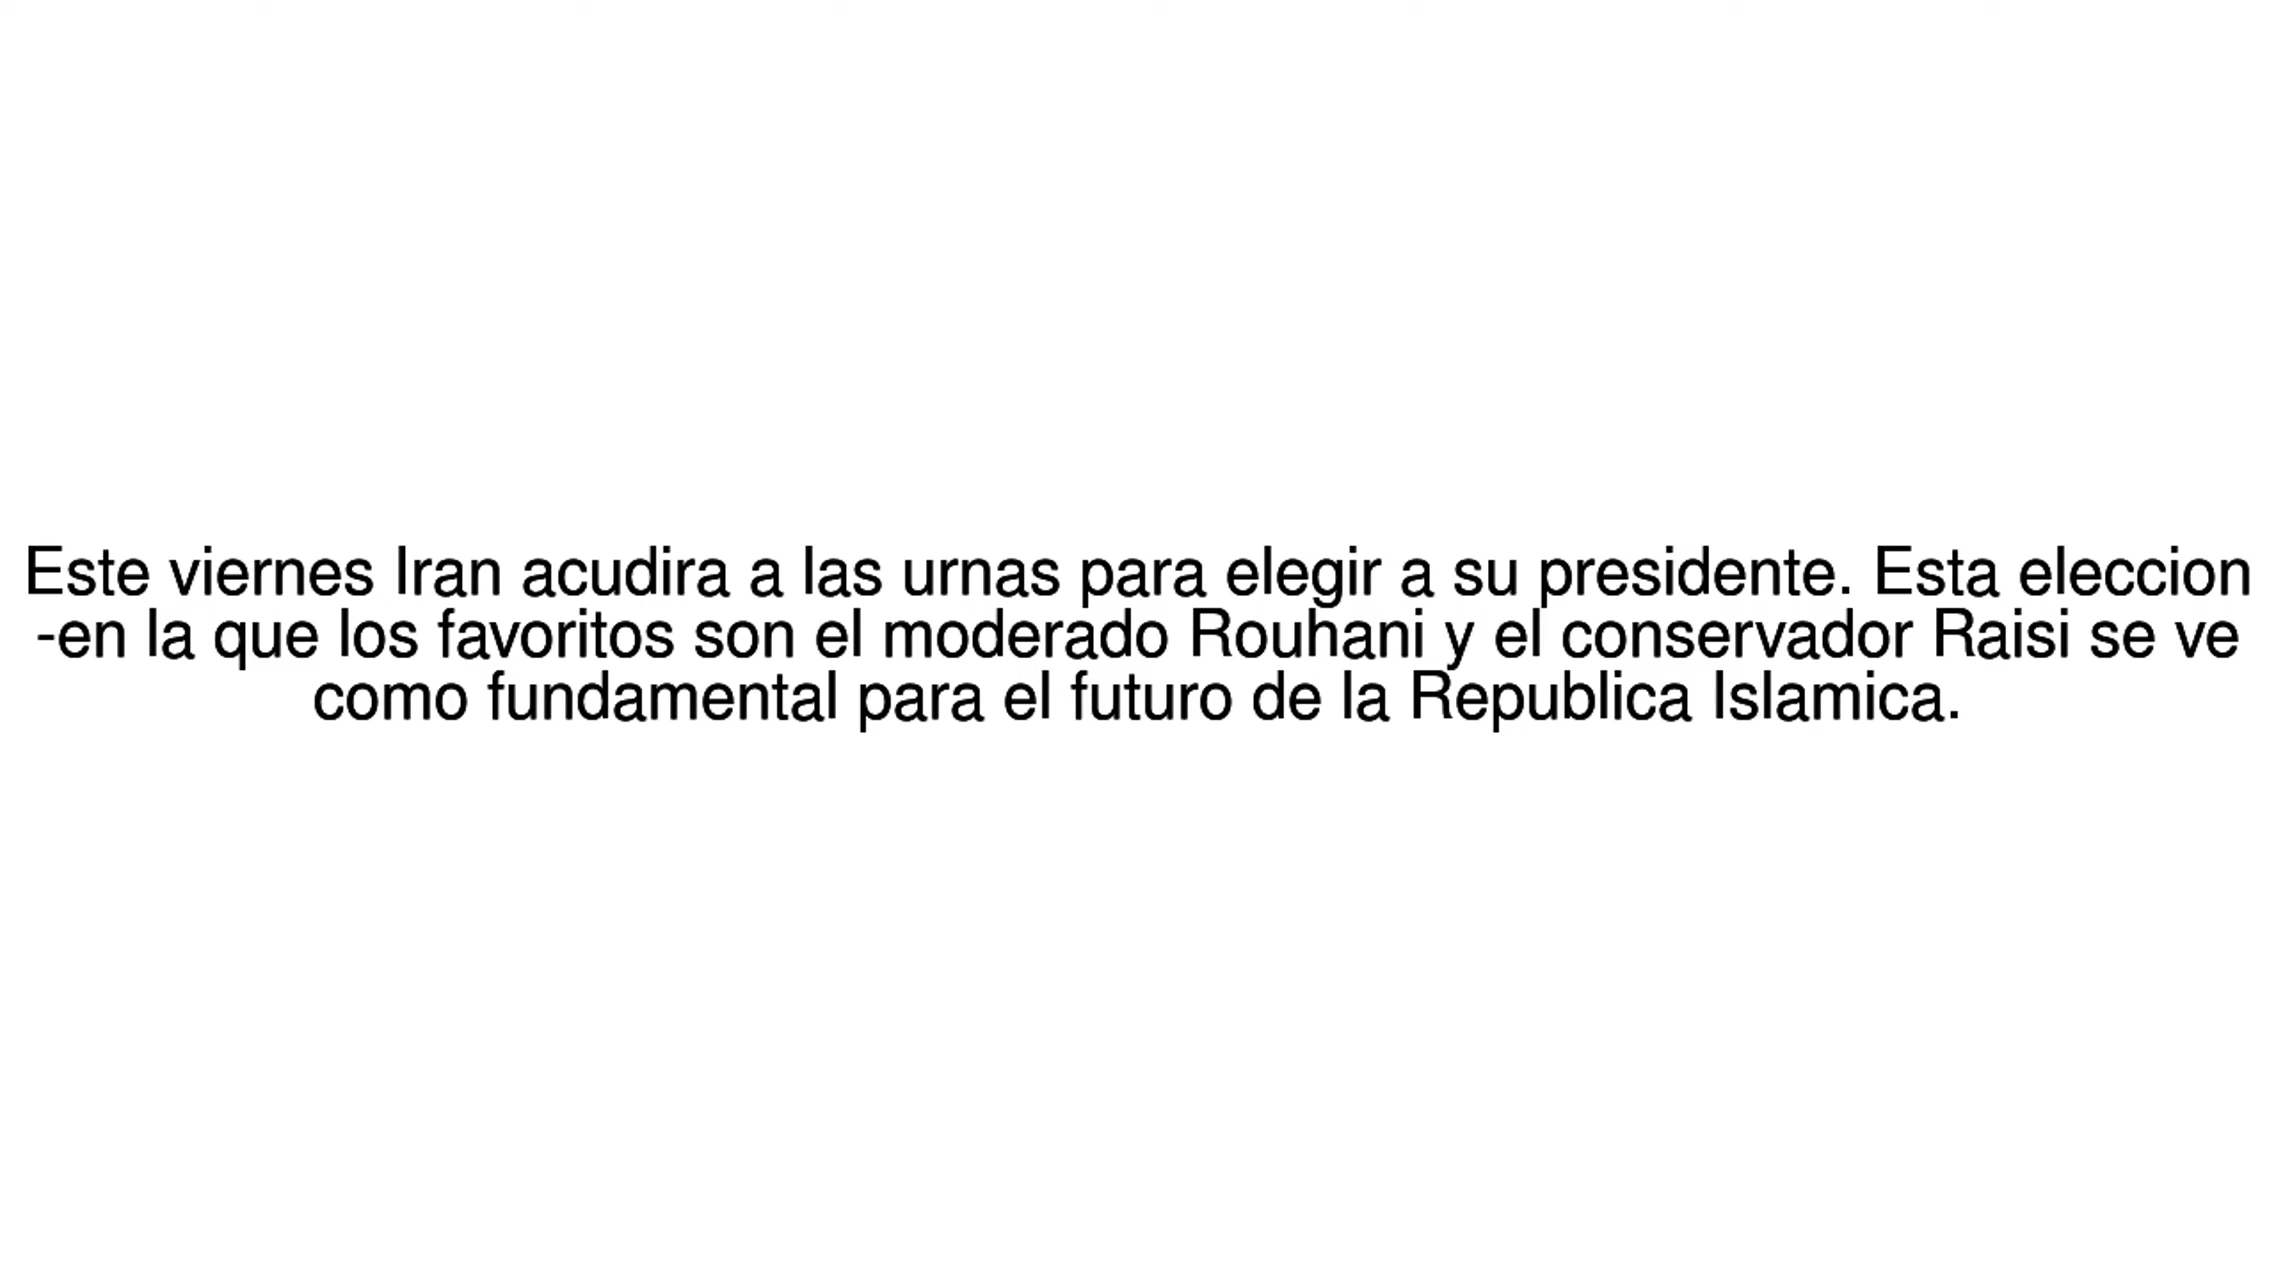 Este viernes Iran acudira a las urnas para elegir a su presidente. Esta eleccion
-en la que los favoritos son el moderado Rouhani y el conservador Raisi se ve
como fundamental para el futuro de la Republica Islamica.